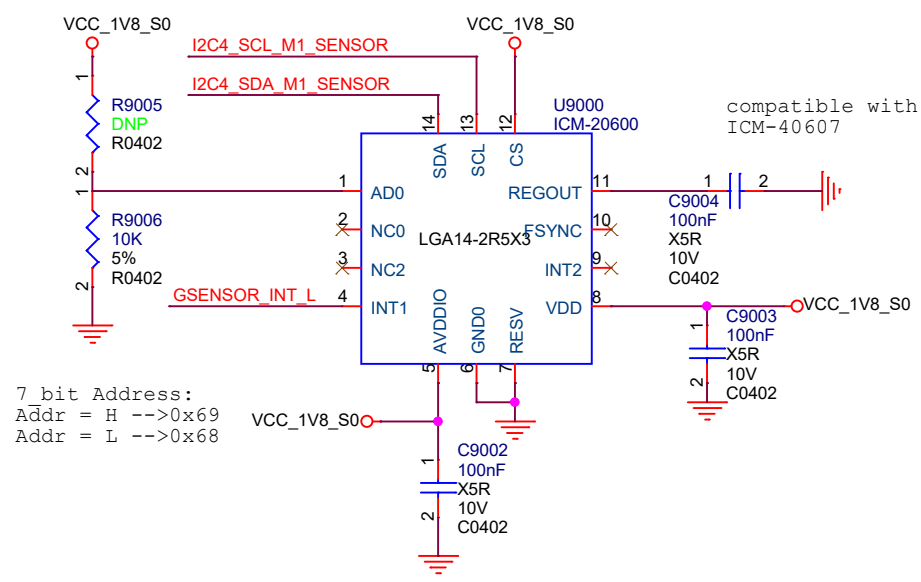 VCC_1V8_S0
I2C4_SCL_M1_SENSOR
VCC_1V8_S0
I2C4_SDA_M1_SENSOR
1
R9005
DNP
R0402
2
14
13
12
U9000
ICM-20600
compatible with
ICM-40607
SDA
SCL
CS
1
AD0
REGOUT
11
1
2
1
R9006
10K
5%
R0402
2
C9004
100nF
X5R
10V
C0402
2
NC0
LGA14-2R5X3
FSYNC
10
3
NC2
INT2
9
GSENSOR_INT_L
4
INT1
VDD
8
VCC_1V8_S0
AVDDIO
GND0
RESV
5
6
7
1
C9003
100nF
X5R
10V
C0402
2
7_bit Address:
Addr = H -->0x69
Addr = L -->0x68
VCC_1V8_S0
1
C9002
100nF
X5R
10V
C0402
2